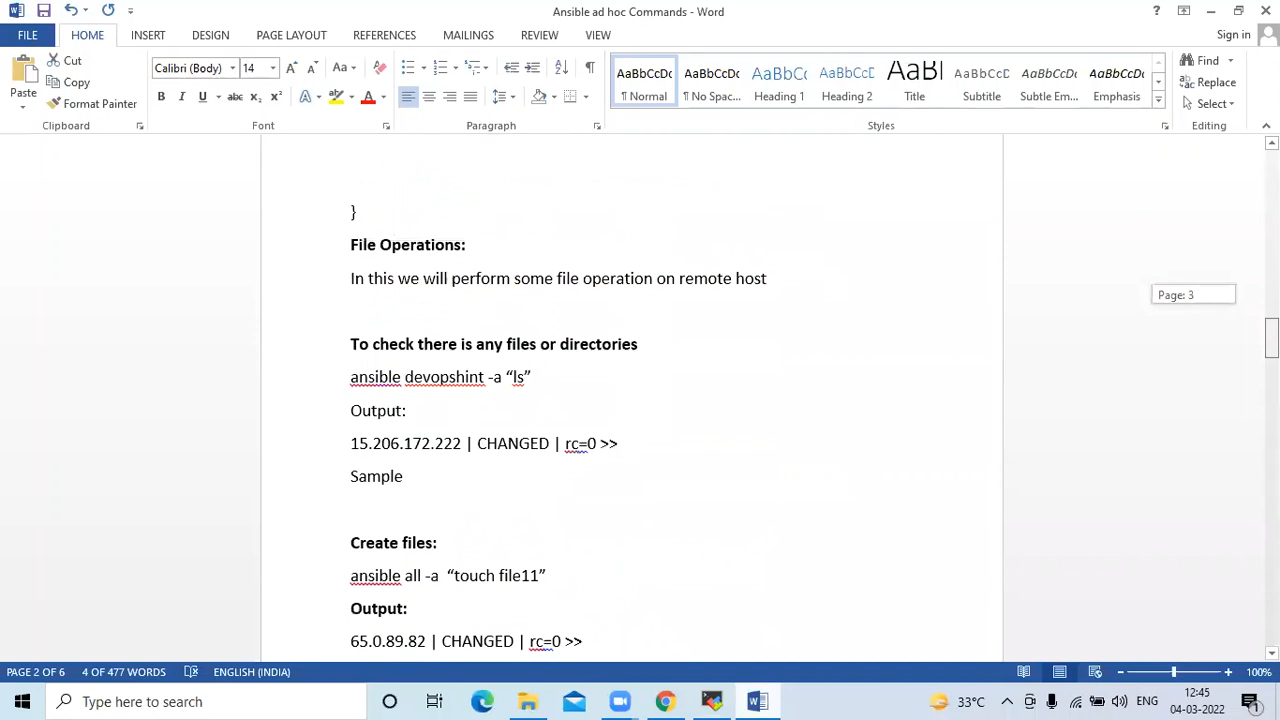 Ansible ad hoc Commands - Word
FILE HOME INSERT DESIGN PAGE LAYOUT REFERENCES MAILINGS REVIEW VIEW Sign in
Paste Cut Copy Format Painter
Calibri (Body) 14
AaBbCcDc AaBbCcDc AaBbCc AaBbCcD AaBl AaBbCcD AaBbCcDc AaBbCcDc
¶ Normal ¶ No Spac... Heading 1 Heading 2 Title Subtitle Subtle Em... Emphasis
Find Replace Select
Clipboard Font Paragraph Styles Editing
}
File Operations:
In this we will perform some file operation on remote host
Page: 3
To check there is any files or directories
ansible devopshint -a “ls”
Output:
15.206.172.222 | CHANGED | rc=0 >>
Sample
Create files:
ansible all -a “touch file11”
Output:
65.0.89.82 | CHANGED | rc=0 >>
PAGE 2 OF 6 4 OF 477 WORDS ENGLISH (INDIA) 100%
Type here to search 33°C ENG 12:45
04-03-2022